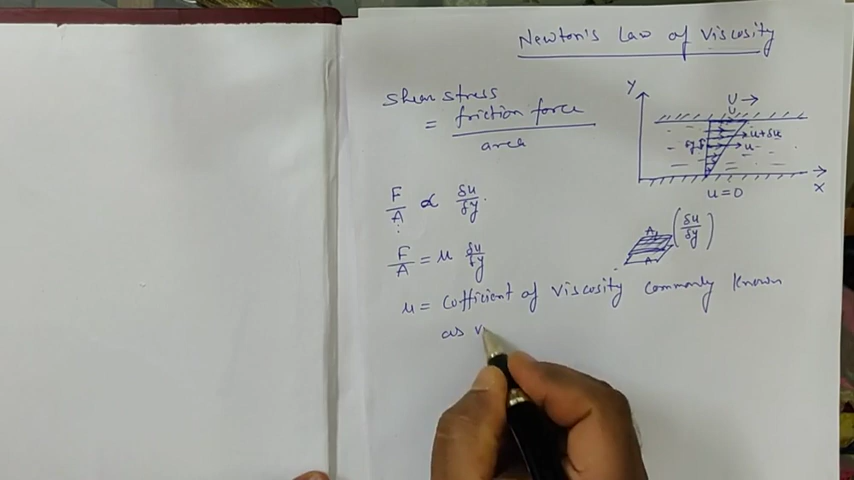 Newton's Law of Viscosity
Shear stress
= friction force
area
F/A ∝ δu/δy
F/A = μ δu/δy
μ = Cofficient of Viscosity commonly known
as v
Y
U →
u+δu
δy
u
u=0
X
A
(δu/δy)
A